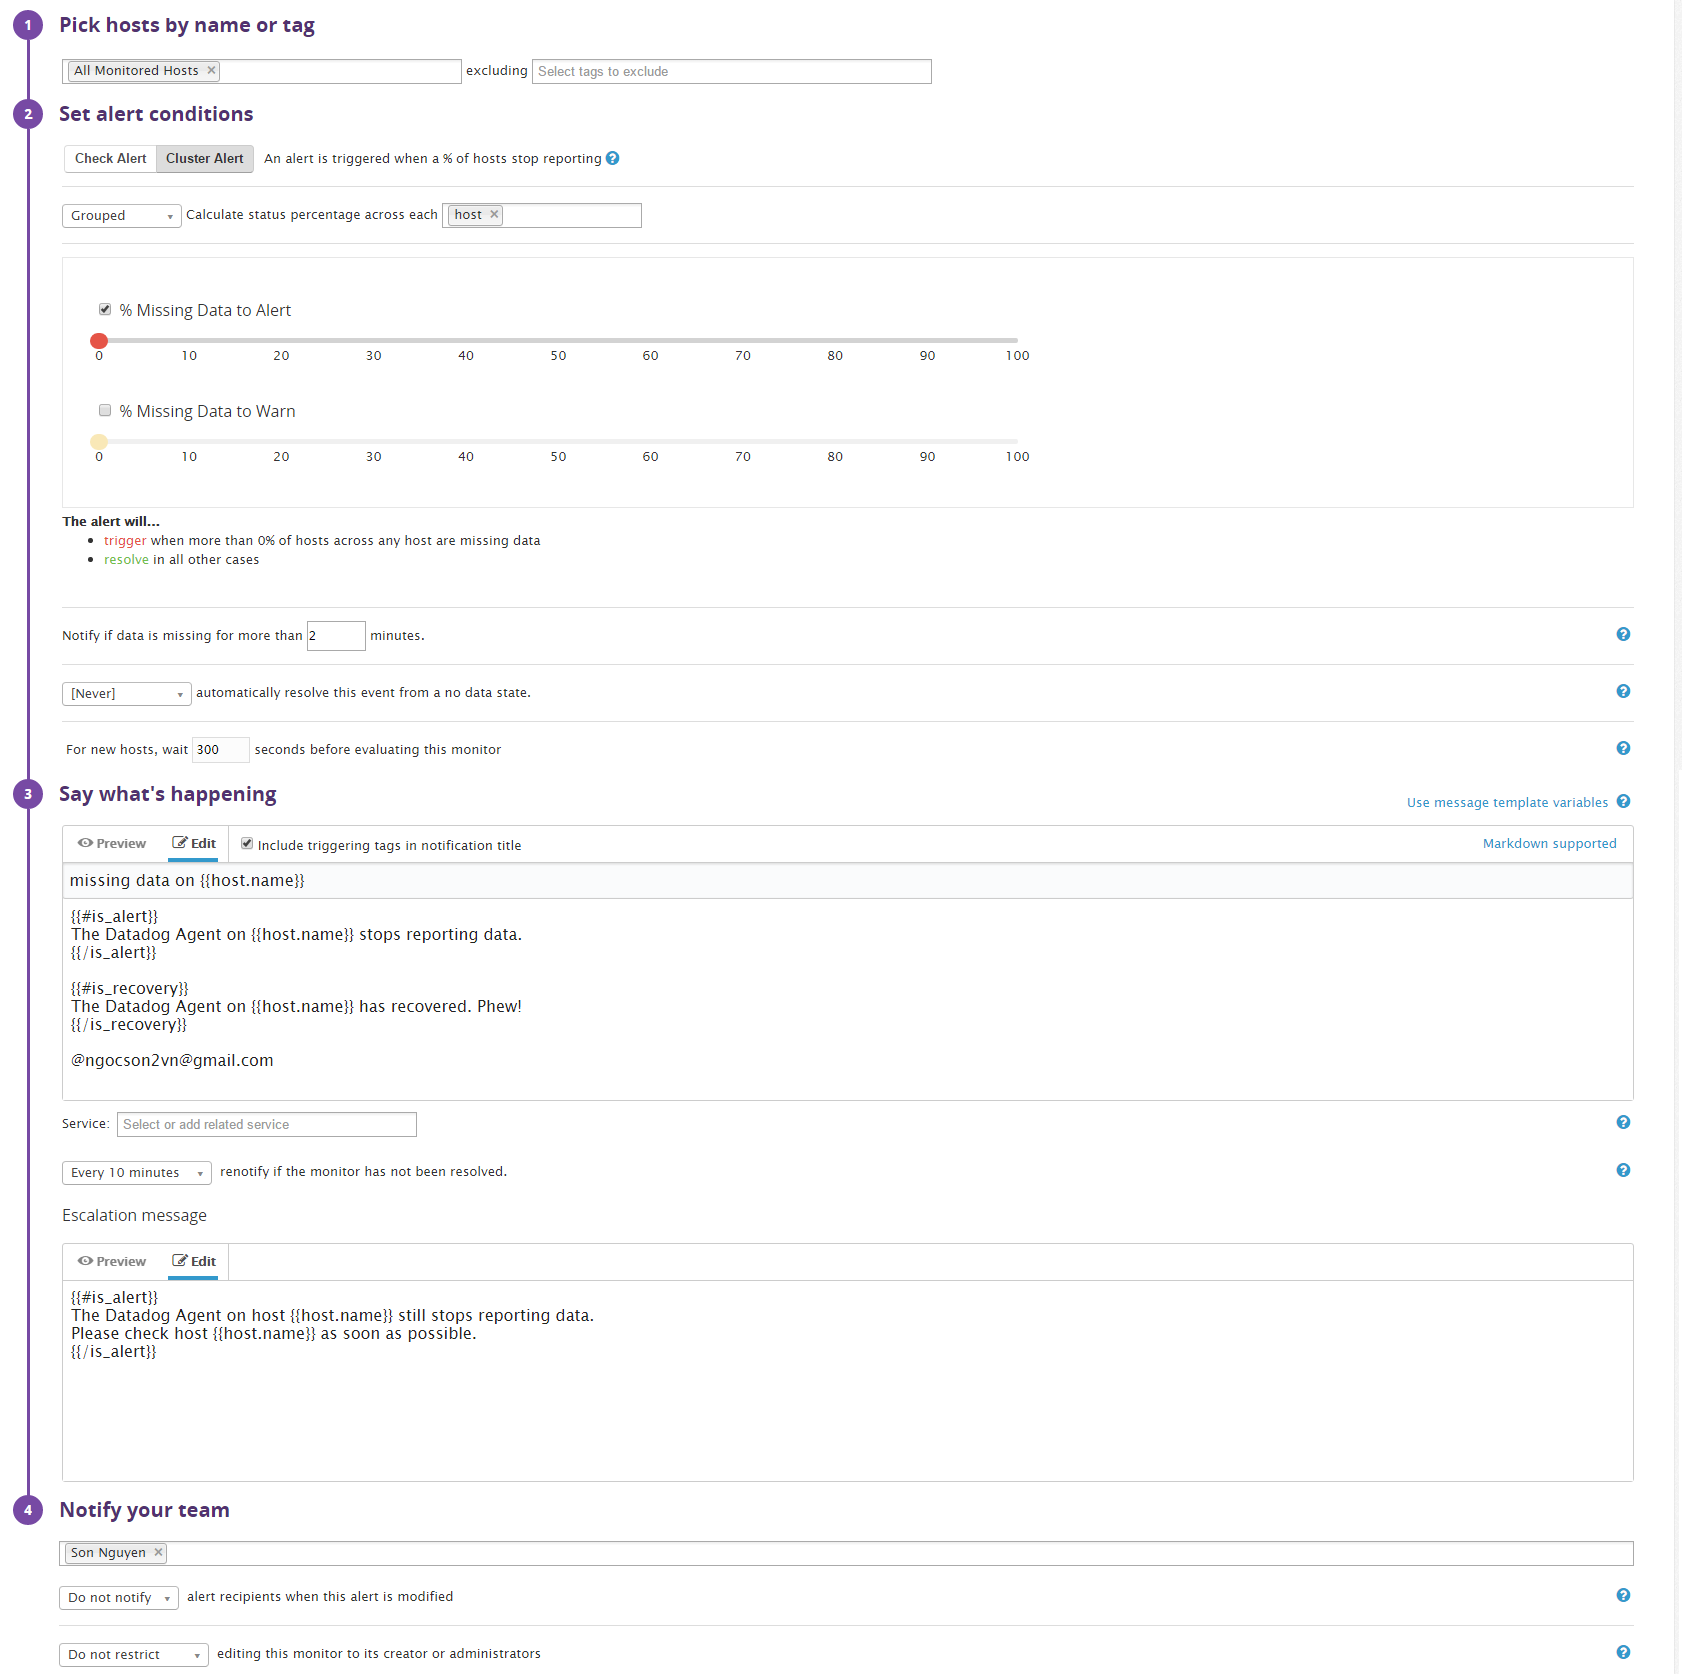 1 Pick hosts by name or tag
All Monitored Hosts × excluding Select tags to exclude
2 Set alert conditions
Check Alert Cluster Alert An alert is triggered when a % of hosts stop reporting ?
Grouped Calculate status percentage across each host ×
% Missing Data to Alert
0 10 20 30 40 50 60 70 80 90 100
% Missing Data to Warn
0 10 20 30 40 50 60 70 80 90 100
The alert will...
• trigger when more than 0% of hosts across any host are missing data
• resolve in all other cases
Notify if data is missing for more than 2 minutes. ?
[Never] automatically resolve this event from a no data state. ?
For new hosts, wait 300 seconds before evaluating this monitor ?
3 Say what's happening
Use message template variables ?
Preview Edit Include triggering tags in notification title Markdown supported
missing data on {{host.name}}
{{#is_alert}}
The Datadog Agent on {{host.name}} stops reporting data.
{{/is_alert}}
{{#is_recovery}}
The Datadog Agent on {{host.name}} has recovered. Phew!
{{/is_recovery}}
@ngocson2vn@gmail.com
Service: Select or add related service ?
Every 10 minutes renotify if the monitor has not been resolved. ?
Escalation message
Preview Edit
{{#is_alert}}
The Datadog Agent on host {{host.name}} still stops reporting data.
Please check host {{host.name}} as soon as possible.
{{/is_alert}}
4 Notify your team
Son Nguyen ×
Do not notify alert recipients when this alert is modified ?
Do not restrict editing this monitor to its creator or administrators ?